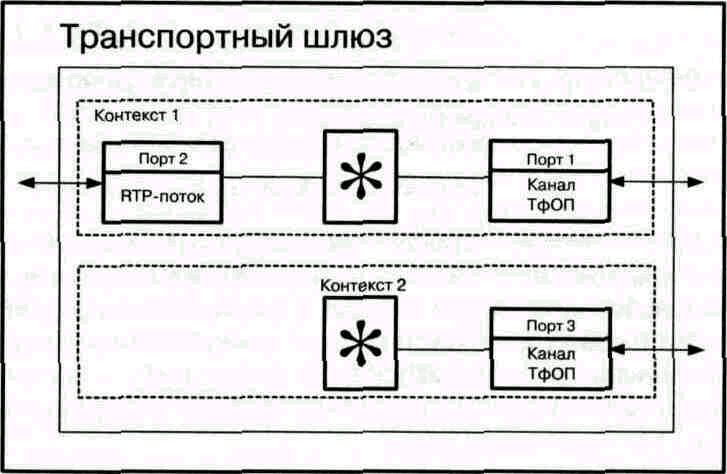 Транспортный шлюз
Контекст 1
Порт 2
RTP-поток
Порт 1
Канал
ТфОП
Контекст 2
Порт 3
Канал
ТфОП